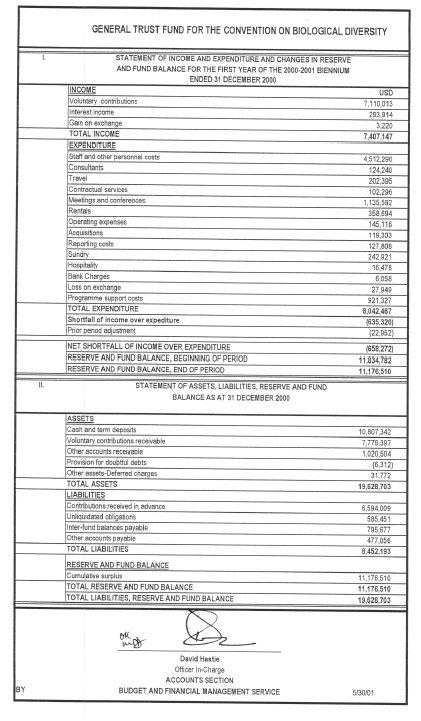 GENERAL TRUST FUND FOR THE CONVENTION ON BIOLOGICAL DIVERSITY
I. STATEMENT OF INCOME AND EXPENDITURE AND CHANGES IN RESERVE
AND FUND BALANCE FOR THE FIRST YEAR OF THE 2000-2001 BIENNIUM
ENDED 31 DECEMBER 2000
INCOME USD
Voluntary contributions 7,110,013
Interest income 293,914
Gain on exchange 3,220
TOTAL INCOME 7,407,147
EXPENDITURE
Staff and other personnel costs 4,512,290
Consultants 124,240
Travel 202,395
Contractual services 102,296
Meetings and conferences 1,135,592
Rentals 358,694
Operating expenses 145,116
Acquisitions 119,303
Reporting costs 127,808
Sundry 242,921
Hospitality 16,478
Bank Charges 6,058
Loss on exchange 27,949
Programme support costs 921,327
TOTAL EXPENDITURE 8,042,467
Shortfall of income over expediture (635,320)
Prior period adjustment (22,952)
NET SHORTFALL OF INCOME OVER EXPENDITURE (658,272)
RESERVE AND FUND BALANCE, BEGINNING OF PERIOD 11,834,782
RESERVE AND FUND BALANCE, END OF PERIOD 11,176,510
II. STATEMENT OF ASSETS, LIABILITIES, RESERVE AND FUND
BALANCE AS AT 31 DECEMBER 2000
ASSETS
Cash and term deposits 10,807,342
Voluntary contributions receivable 7,775,397
Other accounts receivable 1,020,504
Provision for doubtful debts (6,312)
Other assets-Deferred charges 31,772
TOTAL ASSETS 19,628,703
LIABILITIES
Contributions received in advance 6,594,009
Unliquidated obligations 585,451
Inter-fund balances payable 795,677
Other accounts payable 477,056
TOTAL LIABILITIES 8,452,193
RESERVE AND FUND BALANCE
Cumulative surplus 11,176,510
TOTAL RESERVE AND FUND BALANCE 11,176,510
TOTAL LIABILITIES, RESERVE AND FUND BALANCE 19,628,703
David Hastie
Officer In-Charge
ACCOUNTS SECTION
BY BUDGET AND FINANCIAL MANAGEMENT SERVICE 5/30/01